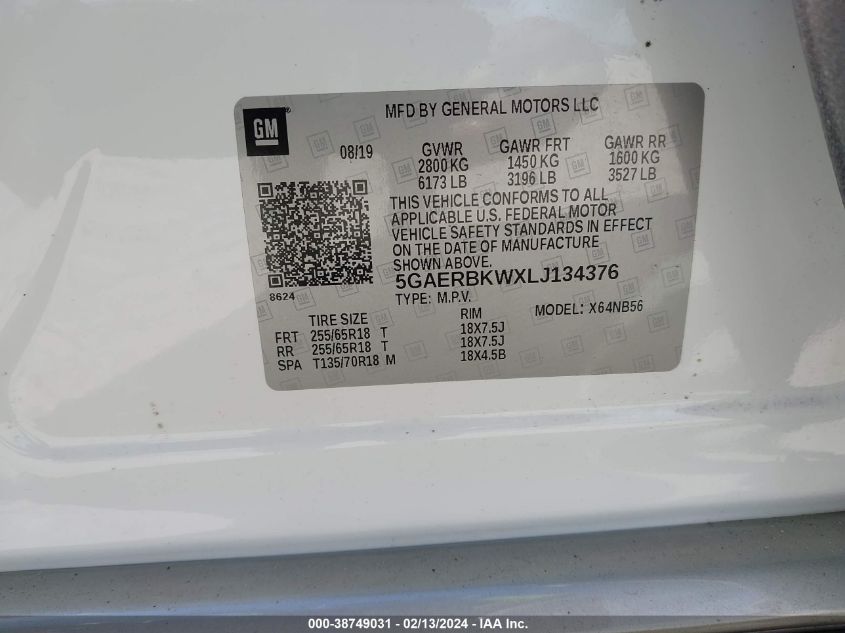 MFD BY GENERAL MOTORS LLC
GM®
08/19 GVWR GAWR FRT GAWR RR
2800 KG 1450 KG 1600 KG
6173 LB 3196 LB 3527 LB
THIS VEHICLE CONFORMS TO ALL
APPLICABLE U.S. FEDERAL MOTOR
VEHICLE SAFETY STANDARDS IN EFFECT
ON THE DATE OF MANUFACTURE
SHOWN ABOVE.
8624
5GAERBKWXLJ134376
TYPE: M.P.V. MODEL: X64NB56
TIRE SIZE RIM
FRT 255/65R18 T 18X7.5J
RR 255/65R18 T 18X7.5J
SPA T135/70R18 M 18X4.5B
000-38749031 - 02/13/2024 - IAA Inc.